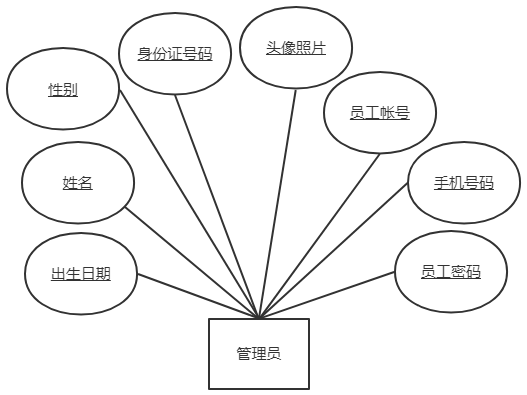 身份证号码
头像照片
性别
员工帐号
姓名
手机号码
出生日期
员工密码
管理员